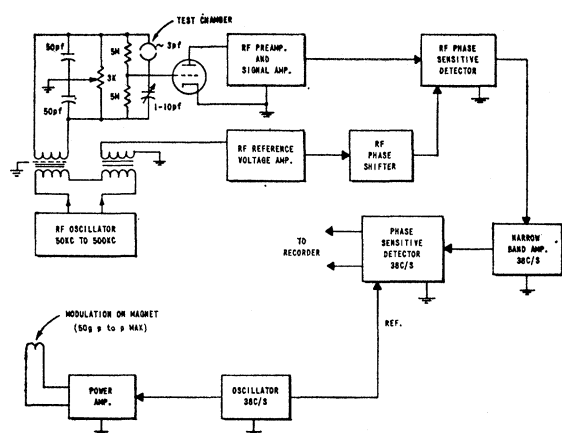 TEST CHAMBER
50pf
5M
~ 3pf
3K
50pf
5M
1-10pf
RF PREAMP.
AND
SIGNAL AMP.
RF PHASE
SENSITIVE
DETECTOR
RF REFERENCE
VOLTAGE AMP.
RF
PHASE
SHIFTER
RF OSCILLATOR
50KC TO 500KC
TO
RECORDER
PHASE
SENSITIVE
DETECTOR
38C/S
NARROW
BAND AMP.
38C/S
REF.
MODULATION ON MAGNET
(50g p to p MAX)
POWER
AMP.
OSCILLATOR
38C/S